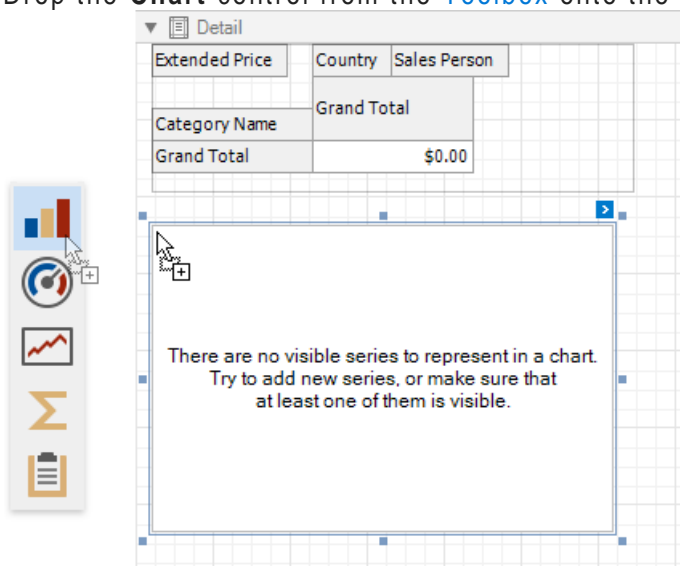 Drop the Chart control from the Toolbox onto the
Detail
Extended Price Country Sales Person
Grand Total
Category Name
Grand Total $0.00
There are no visible series to represent in a chart.
Try to add new series, or make sure that
at least one of them is visible.